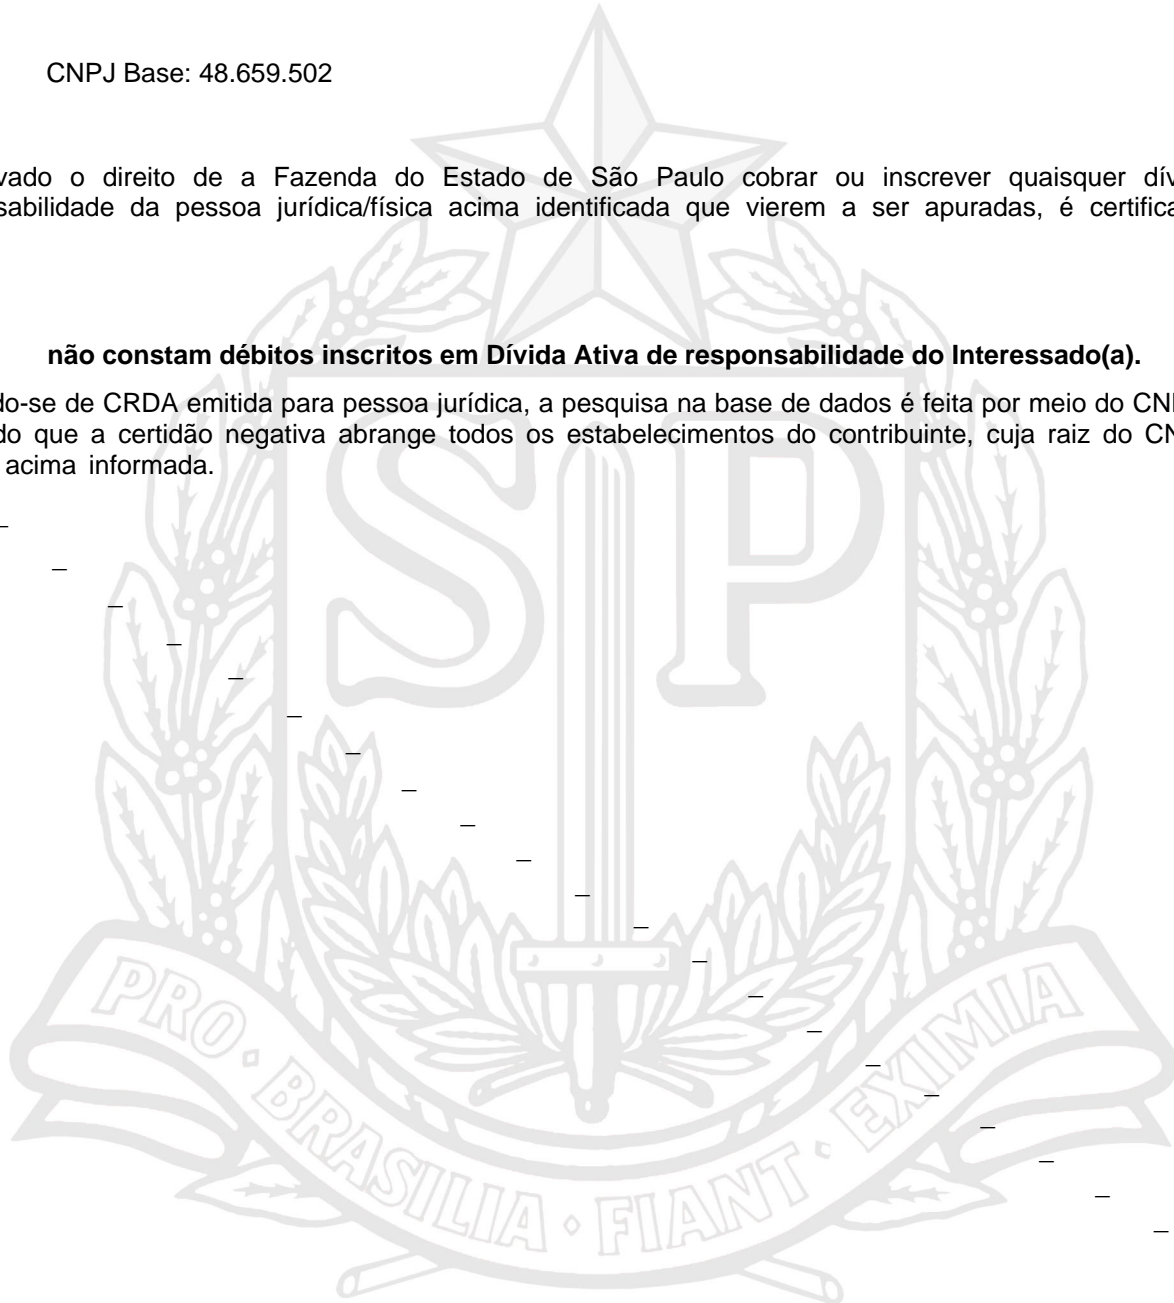 CNPJ Base: 48.659.502
vado o direito de a Fazenda do Estado de São Paulo cobrar ou inscrever quaisquer dív
sabilidade da pessoa jurídica/física acima identificada que vierem a ser apuradas, é certifica
não constam débitos inscritos em Dívida Ativa de responsabilidade do Interessado(a).
do-se de CRDA emitida para pessoa jurídica, a pesquisa na base de dados é feita por meio do CN
do que a certidão negativa abrange todos os estabelecimentos do contribuinte, cuja raiz do CN
acima informada.
SP
PRO · BRASILIA · FIANT · EXIMIA